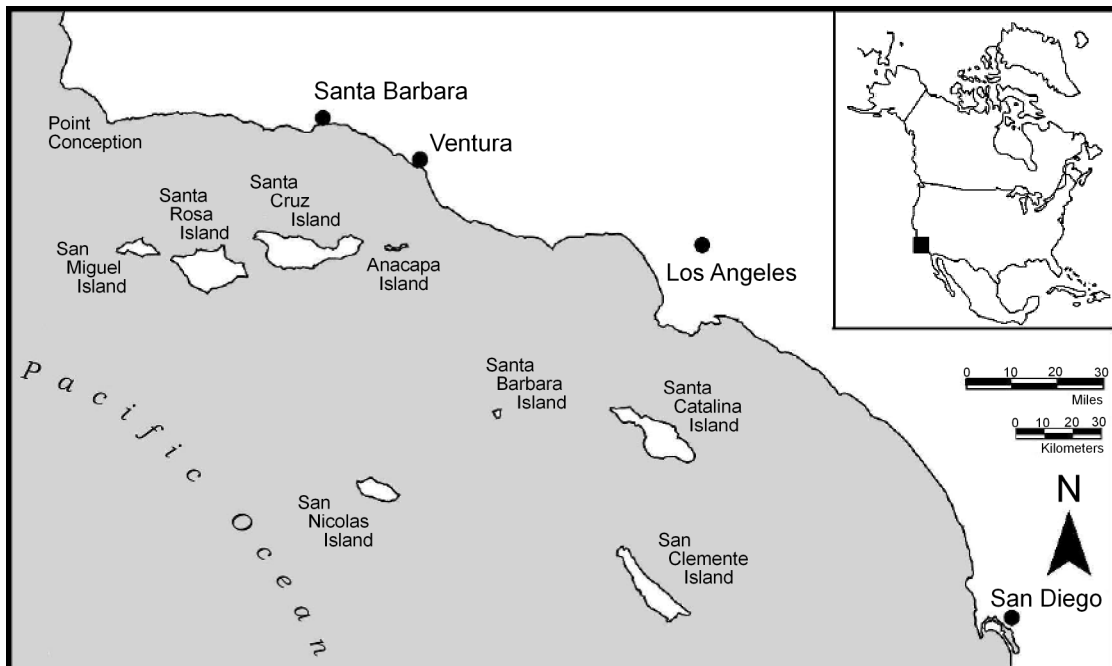 Santa Barbara
Point
Conception
Ventura
Santa
Rosa
Island
Santa
Cruz
Island
San
Miguel
Island
Anacapa
Island
Los Angeles
Pacific Ocean
Santa
Barbara
Island
Santa
Catalina
Island
San
Nicolas
Island
San
Clemente
Island
San Diego
0 10 20 30
Miles
0 10 20 30
Kilometers
N